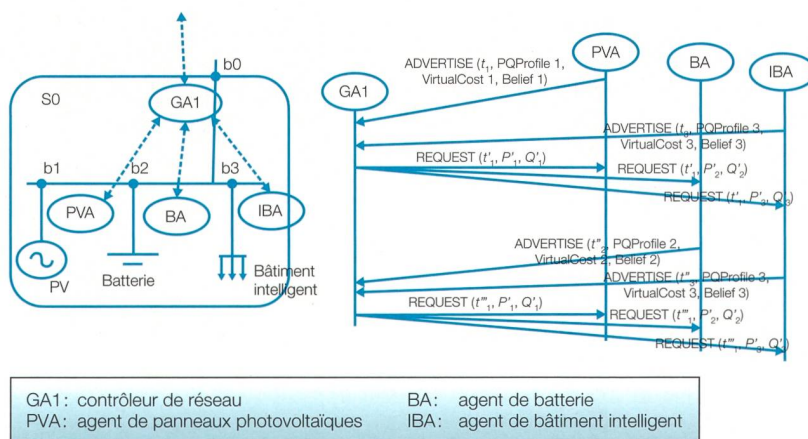 b0
S0
GA1
b1
b2
b3
PVA
BA
IBA
PV
Batterie
Bâtiment
intelligent
GA1
PVA
BA
IBA
ADVERTISE (t₁, PQProfile 1,
VirtualCost 1, Belief 1)
ADVERTISE (t₃, PQProfile 3,
VirtualCost 3, Belief 3)
REQUEST (t'₁, P'₁, Q'₁)
REQUEST (t'₁, P'₂, Q'₂)
REQUEST (t'₁, P'₃, Q'₃)
ADVERTISE (t"₂, PQProfile 2,
VirtualCost 2, Belief 2)
ADVERTISE (t"₃, PQProfile 3,
VirtualCost 3, Belief 3)
REQUEST (t'"₁, P'₁, Q'₁)
REQUEST (t'"₁, P'₂, Q'₂)
REQUEST (t'"₁, P'₃, Q'₃)
GA1 : contrôleur de réseau
PVA : agent de panneaux photovoltaïques
BA : agent de batterie
IBA : agent de bâtiment intelligent